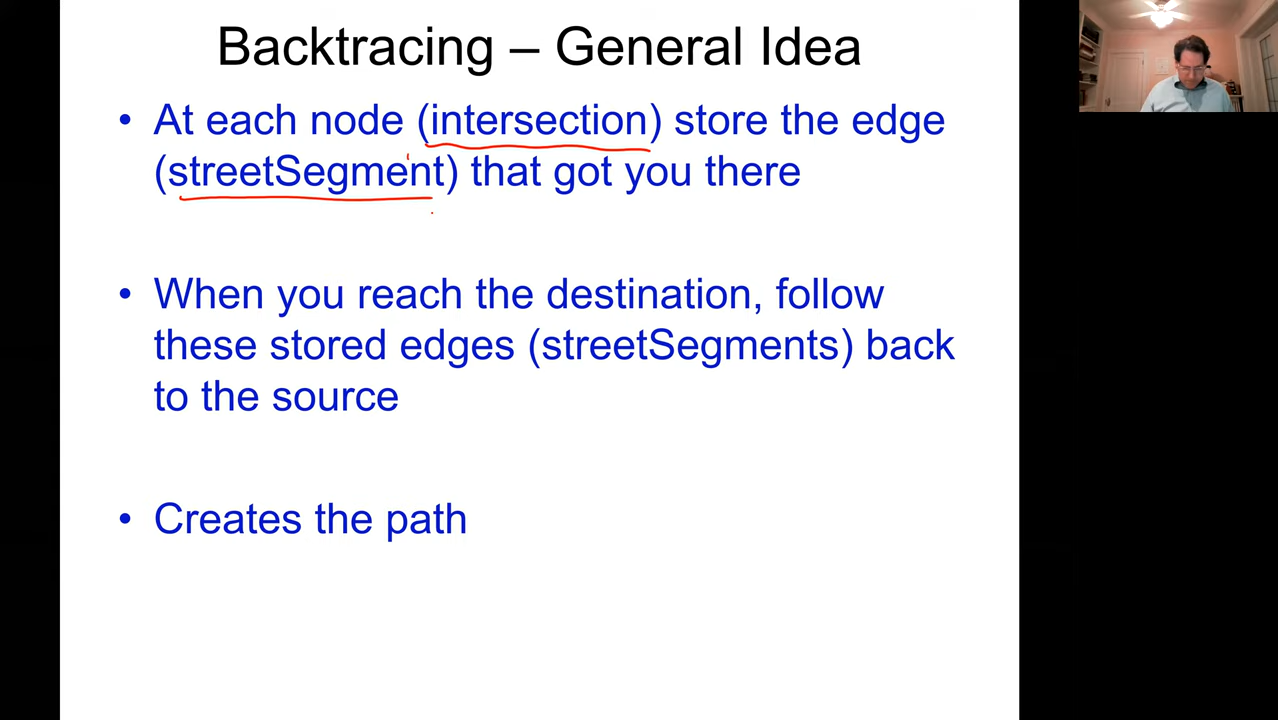 Backtracing – General Idea
• At each node (intersection) store the edge
(streetSegment) that got you there
• When you reach the destination, follow
these stored edges (streetSegments) back
to the source
• Creates the path